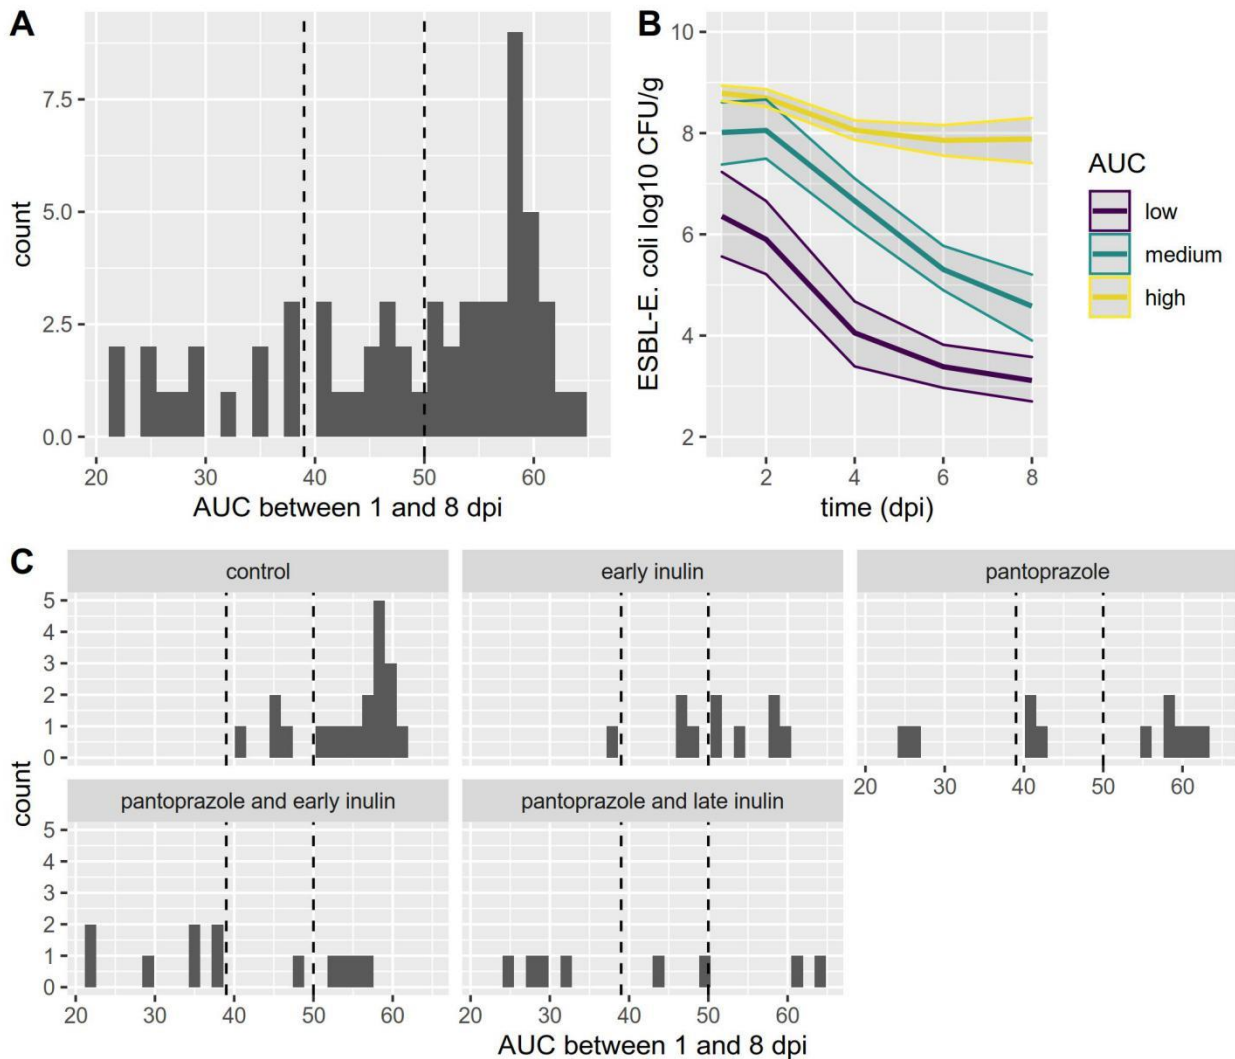 A
7.5
5.0
2.5
0.0
count
20 30 40 50 60
AUC between 1 and 8 dpi
B
10
8
6
4
2
ESBL-E. coli log10 CFU/g
2 4 6 8
time (dpi)
AUC
low
medium
high
C
control
early inulin
pantoprazole
5
4
3
2
1
0
20 30 40 50 60
count
pantoprazole and early inulin
pantoprazole and late inulin
5
4
3
2
1
0
20 30 40 50 60
20 30 40 50 60
AUC between 1 and 8 dpi